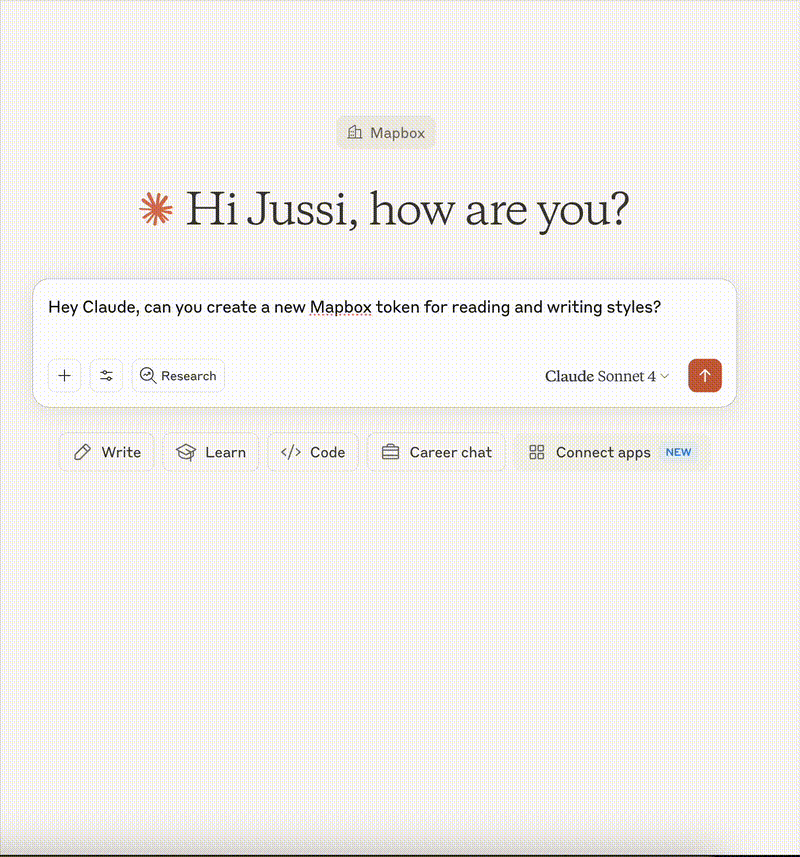 Mapbox
Hi Jussi, how are you?
Hey Claude, can you create a new Mapbox token for reading and writing styles?
Research
Claude Sonnet 4
Write
Learn
Code
Career chat
Connect apps NEW